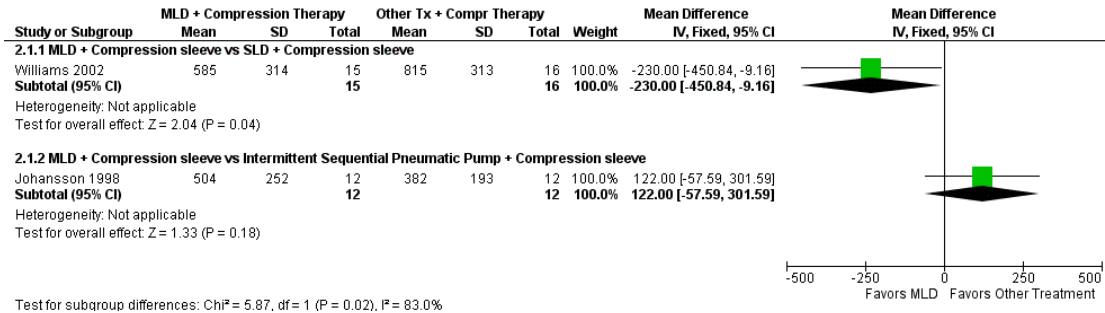 MLD + Compression Therapy Other Tx + Compr Therapy Mean Difference Mean Difference
Study or Subgroup Mean SD Total Mean SD Total Weight IV, Fixed, 95% CI IV, Fixed, 95% CI
2.1.1 MLD + Compression sleeve vs SLD + Compression sleeve
Williams 2002 585 314 15 815 313 16 100.0% -230.00 [-450.84, -9.16]
Subtotal (95% CI) 15 16 100.0% -230.00 [-450.84, -9.16]
Heterogeneity: Not applicable
Test for overall effect: Z = 2.04 (P = 0.04)
2.1.2 MLD + Compression sleeve vs Intermittent Sequential Pneumatic Pump + Compression sleeve
Johansson 1998 504 252 12 382 193 12 100.0% 122.00 [-57.59, 301.59]
Subtotal (95% CI) 12 12 100.0% 122.00 [-57.59, 301.59]
Heterogeneity: Not applicable
Test for overall effect: Z = 1.33 (P = 0.18)
-500 -250 0 250 500
Favors MLD Favors Other Treatment
Test for subgroup differences: Chi² = 5.87, df = 1 (P = 0.02), I² = 83.0%